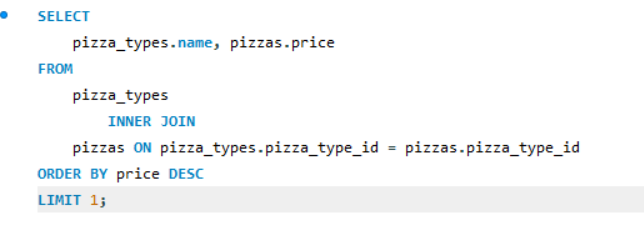 SELECT
pizza_types.name, pizzas.price
FROM
pizza_types
INNER JOIN
pizzas ON pizza_types.pizza_type_id = pizzas.pizza_type_id
ORDER BY price DESC
LIMIT 1;